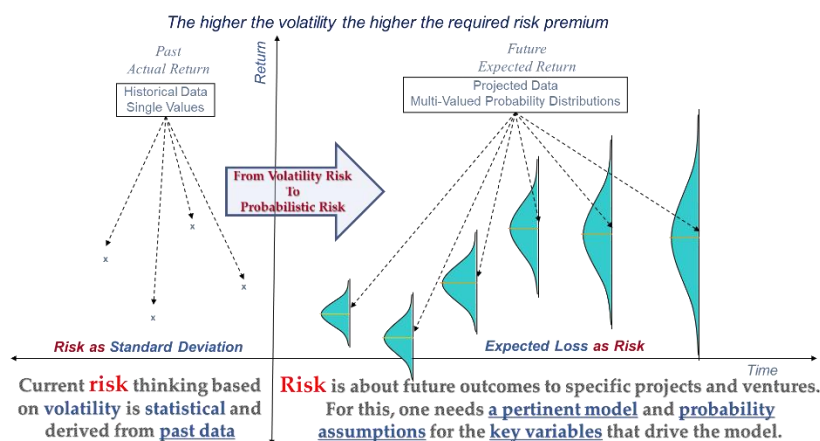 The higher the volatility the higher the required risk premium
Past
Actual Return
Historical Data
Single Values
Return
Future
Expected Return
Projected Data
Multi-Valued Probability Distributions
From Volatility Risk
To
Probabilistic Risk
x
x
x
x
Risk as Standard Deviation
Expected Loss as Risk
Time
Current risk thinking based
on volatility is statistical and
derived from past data
Risk is about future outcomes to specific projects and ventures.
For this, one needs a pertinent model and probability
assumptions for the key variables that drive the model.